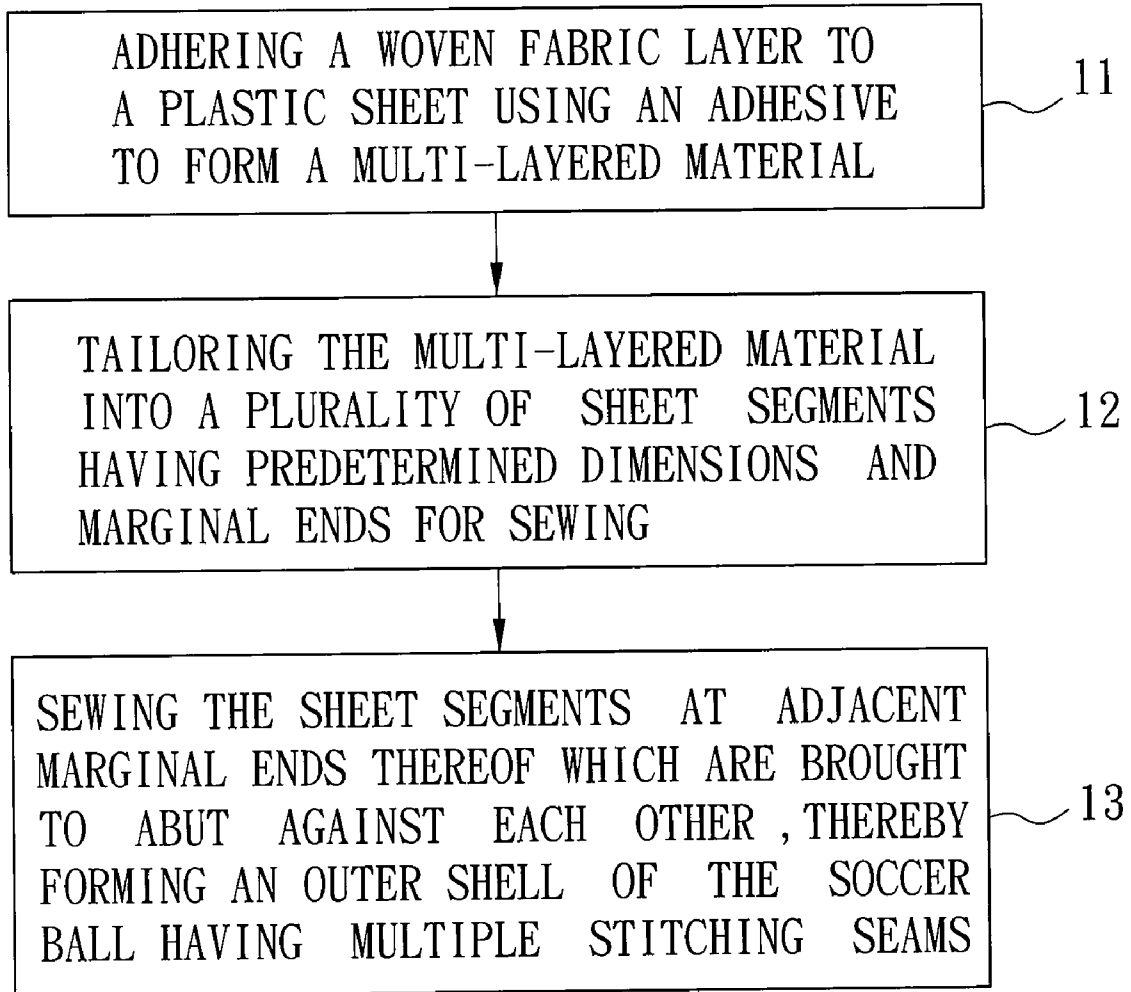 ADHERING A WOVEN FABRIC LAYER TO
A PLASTIC SHEET USING AN ADHESIVE
TO FORM A MULTI-LAYERED MATERIAL
11
TAILORING THE MULTI-LAYERED MATERIAL
INTO A PLURALITY OF SHEET SEGMENTS
HAVING PREDETERMINED DIMENSIONS AND
MARGINAL ENDS FOR SEWING
12
SEWING THE SHEET SEGMENTS AT ADJACENT
MARGINAL ENDS THEREOF WHICH ARE BROUGHT
TO ABUT AGAINST EACH OTHER ,THEREBY
FORMING AN OUTER SHELL OF THE SOCCER
BALL HAVING MULTIPLE STITCHING SEAMS
13